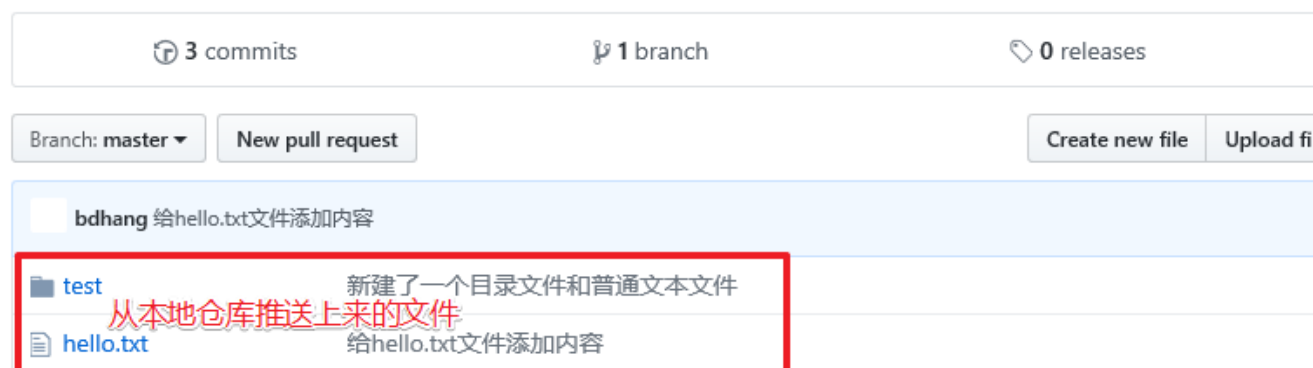 3 commits
1 branch
0 releases
Branch: master
New pull request
Create new file
Upload fi
bdhang 给hello.txt文件添加内容
test 新建了一个目录文件和普通文本文件
从本地仓库推送上来的文件
hello.txt 给hello.txt文件添加内容